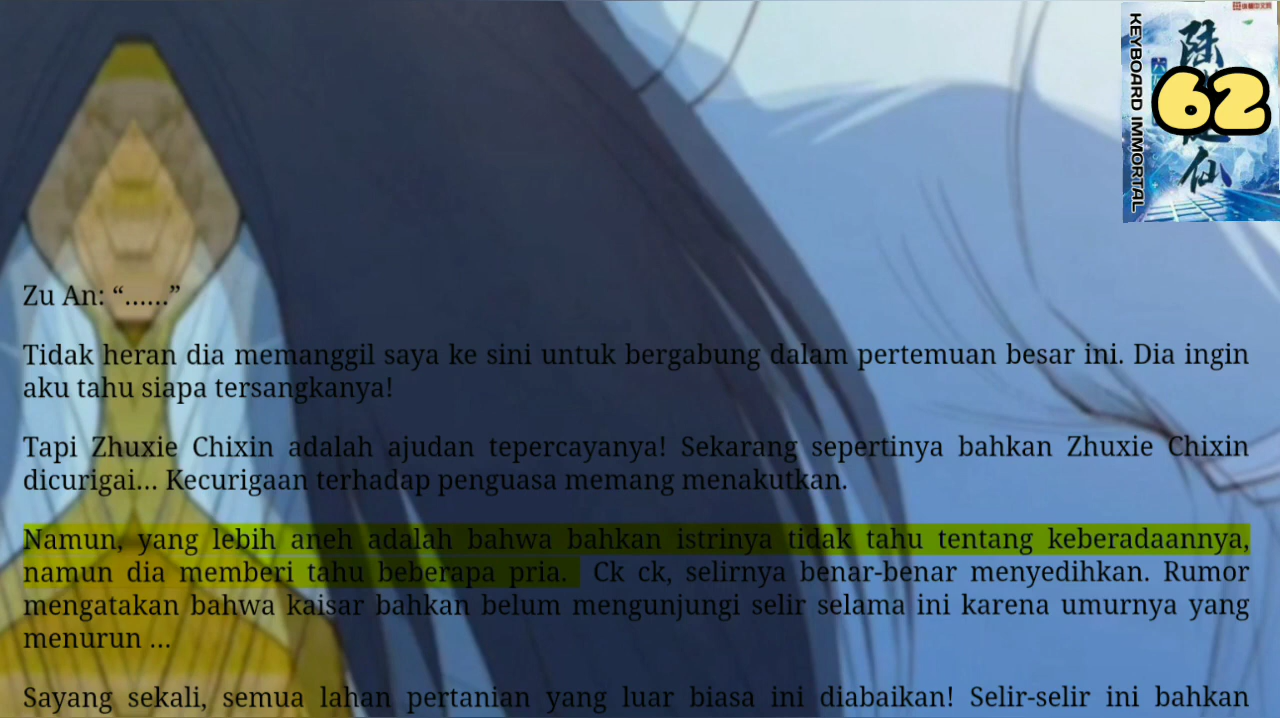 KEYBOARD IMMORTAL
62
仙
Zu An: “......”
Tidak heran dia memanggil saya ke sini untuk bergabung dalam pertemuan besar ini. Dia ingin
aku tahu siapa tersangkanya!
Tapi Zhuxie Chixin adalah ajudan tepercayanya! Sekarang sepertinya bahkan Zhuxie Chixin
dicurigai... Kecurigaan terhadap penguasa memang menakutkan.
Namun, yang lebih aneh adalah bahwa bahkan istrinya tidak tahu tentang keberadaannya,
namun dia memberi tahu beberapa pria. Ck ck, selirnya benar-benar menyedihkan. Rumor
mengatakan bahwa kaisar bahkan belum mengunjungi selir selama ini karena umurnya yang
menurun ...
Sayang sekali, semua lahan pertanian yang luar biasa ini diabaikan! Selir-selir ini bahkan